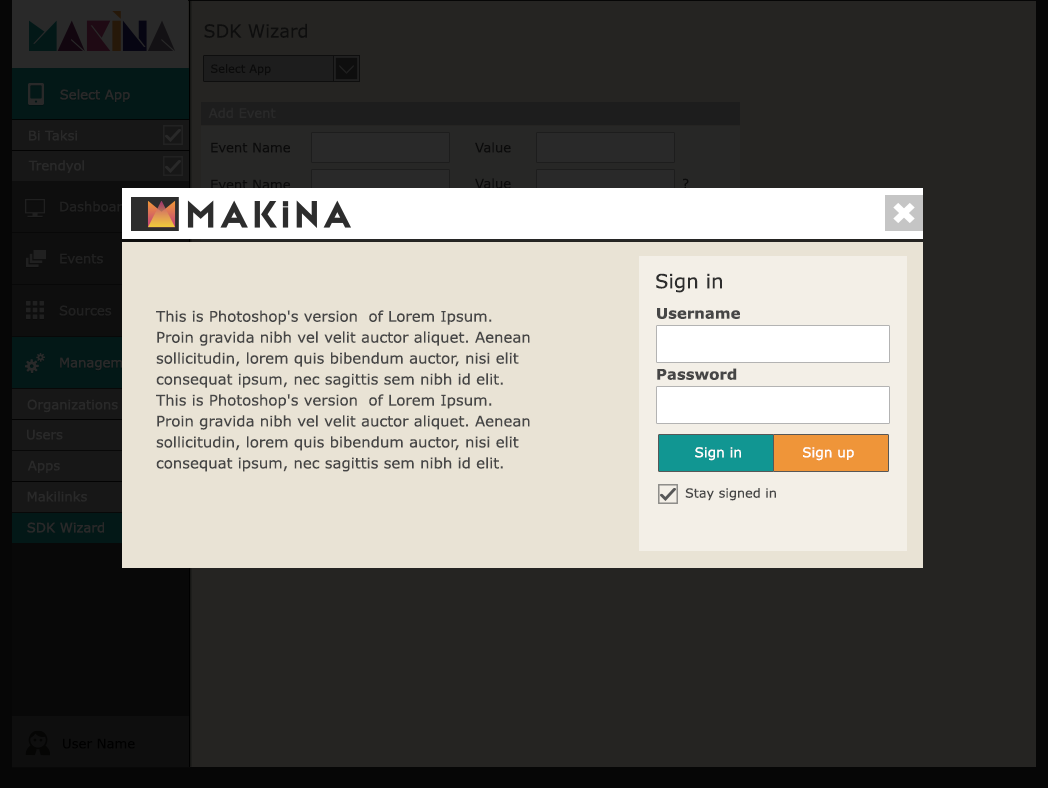 MAKİNA
SDK Wizard
Select App
Select App
Add Event
Bi Taksi
Event Name
Value
Trendyol
Event Name
Value
?
Dashboar
Events
Sources
Managem
Organizations
Users
Apps
Makilinks
SDK Wizard
User Name
MAKiNA
This is Photoshop's version  of Lorem Ipsum.
Proin gravida nibh vel velit auctor aliquet. Aenean
sollicitudin, lorem quis bibendum auctor, nisi elit
consequat ipsum, nec sagittis sem nibh id elit.
This is Photoshop's version  of Lorem Ipsum.
Proin gravida nibh vel velit auctor aliquet. Aenean
sollicitudin, lorem quis bibendum auctor, nisi elit
consequat ipsum, nec sagittis sem nibh id elit.
Sign in
Username
Password
Sign in
Sign up
Stay signed in